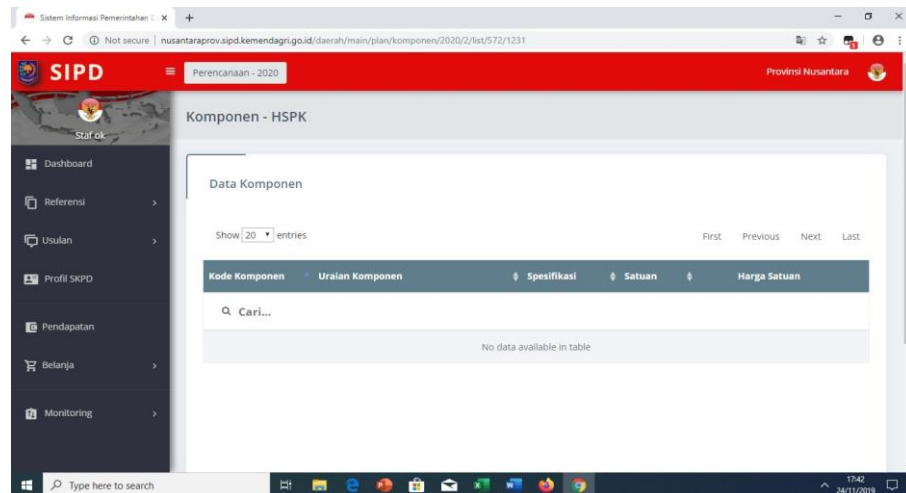 Sistem Informasi Pemerintahan D
Not secure | nusantaraprov.sipd.kemendagri.go.id/daerah/main/plan/komponen/2020/2/list/572/1231
SIPD
Perencanaan - 2020
Provinsi Nusantara
Staf ok
Komponen - HSPK
Dashboard
Referensi
Usulan
Profil SKPD
Pendapatan
Belanja
Monitoring
Data Komponen
Show 20 entries
First Previous Next Last
Kode Komponen Uraian Komponen Spesifikasi Satuan Harga Satuan
Cari...
No data available in table
Type here to search
17:42
24/11/2019